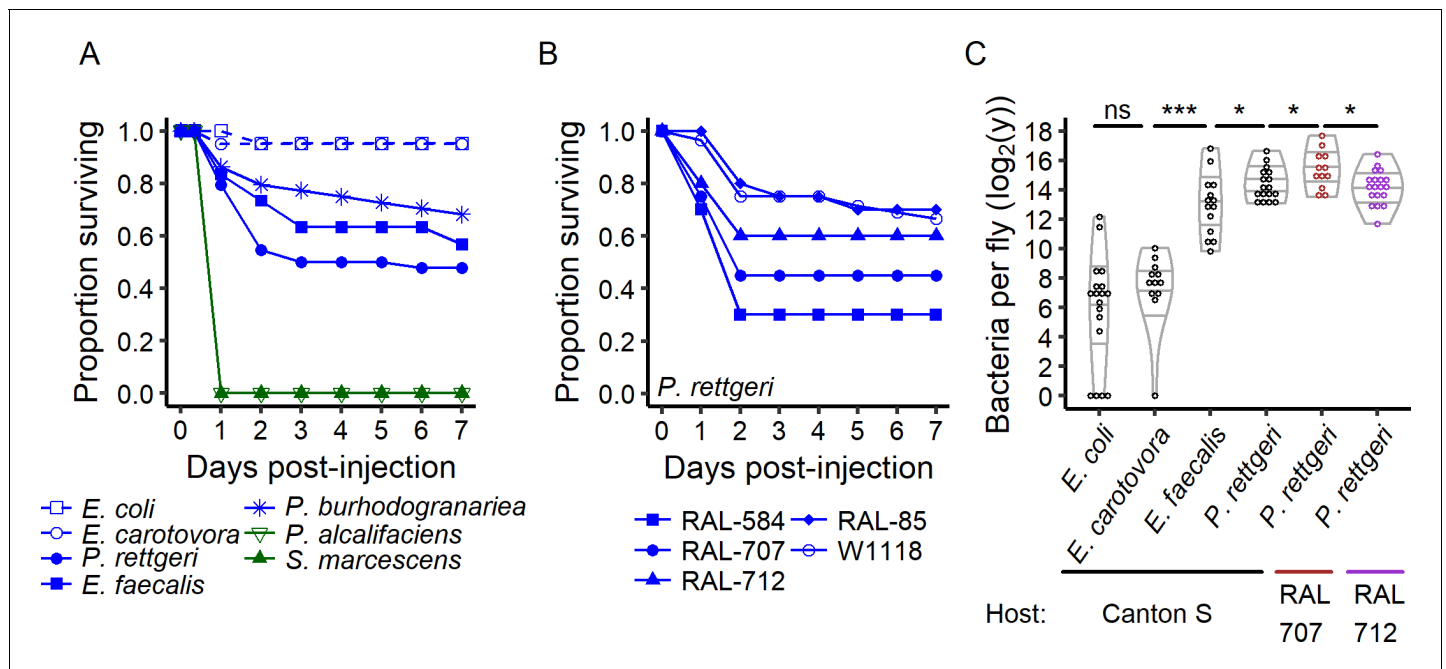 A
B
C
Proportion surviving
1.0
0.8
0.6
0.4
0.2
0.0
0 1 2 3 4 5 6 7
Days post-injection
E. coli
E. carotovora
P. rettgeri
E. faecalis
P. burhodogranariea
P. alcalifaciens
S. marcescens
Proportion surviving
1.0
0.8
0.6
0.4
0.2
0.0
P. rettgeri
0 1 2 3 4 5 6 7
Days post-injection
RAL-584
RAL-707
RAL-712
RAL-85
W1118
Bacteria per fly (log2(y))
ns *** * * *
18
16
14
12
10
8
6
4
2
0
E. coli
E. carotovora
E. faecalis
P. rettgeri
P. rettgeri
P. rettgeri
Host:
Canton S
RAL
707
RAL
712